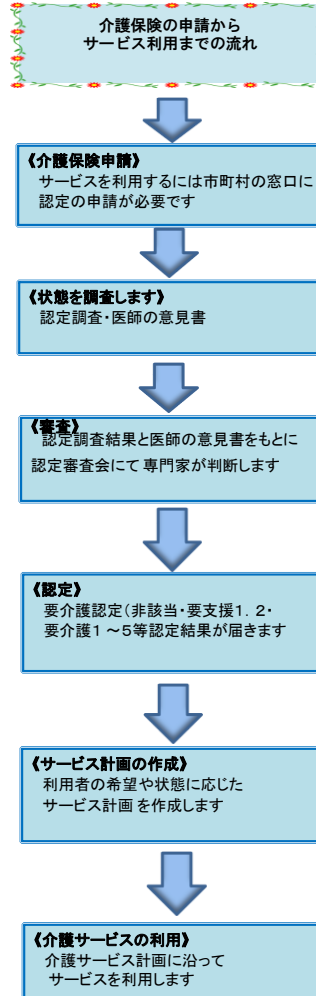 介護保険の申請から
サービス利用までの流れ
《介護保険申請》
サービスを利用するには市町村の窓口に
認定の申請が必要です
《状態を調査します》
認定調査・医師の意見書
《審査》
認定調査結果と医師の意見書をもとに
認定審査会にて専門家が判断します
《認定》
要介護認定(非該当・要支援1．2・
要介護1～5等認定結果が届きます
《サービス計画の作成》
利用者の希望や状態に応じた
サービス計画を作成します
《介護サービスの利用》
介護サービス計画に沿って
サービスを利用します